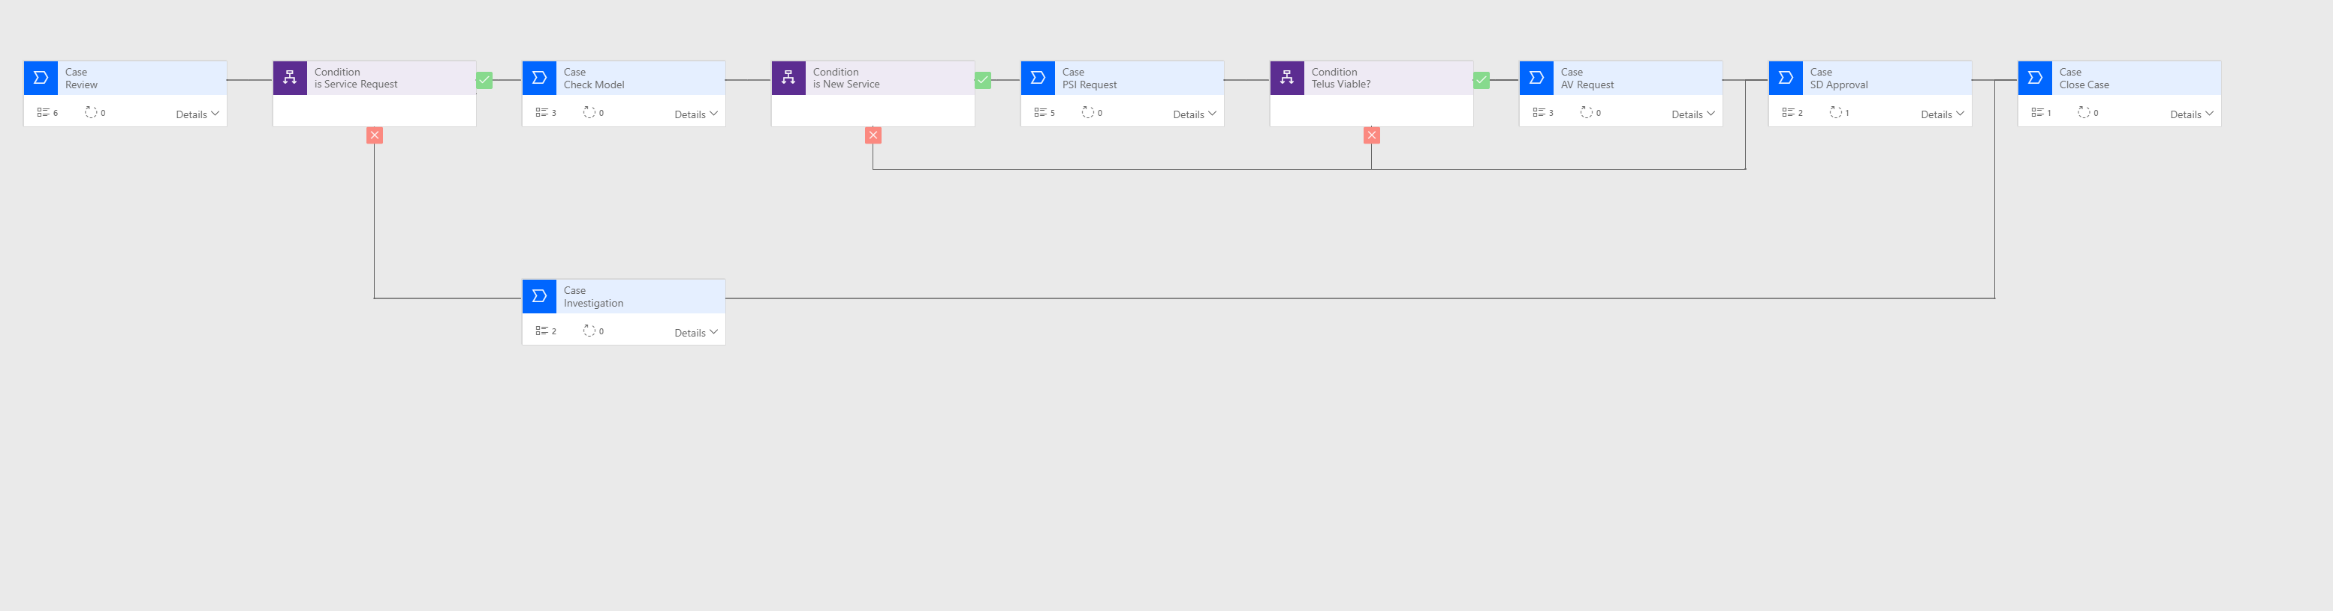 Case
Review
6
0
Details
Condition
is Service Request
Case
Check Model
3
0
Details
Condition
is New Service
Case
PSI Request
5
0
Details
Condition
Telus Viable?
Case
AV Request
3
0
Details
Case
SD Approval
2
1
Details
Case
Close Case
1
0
Details
Case
Investigation
2
0
Details